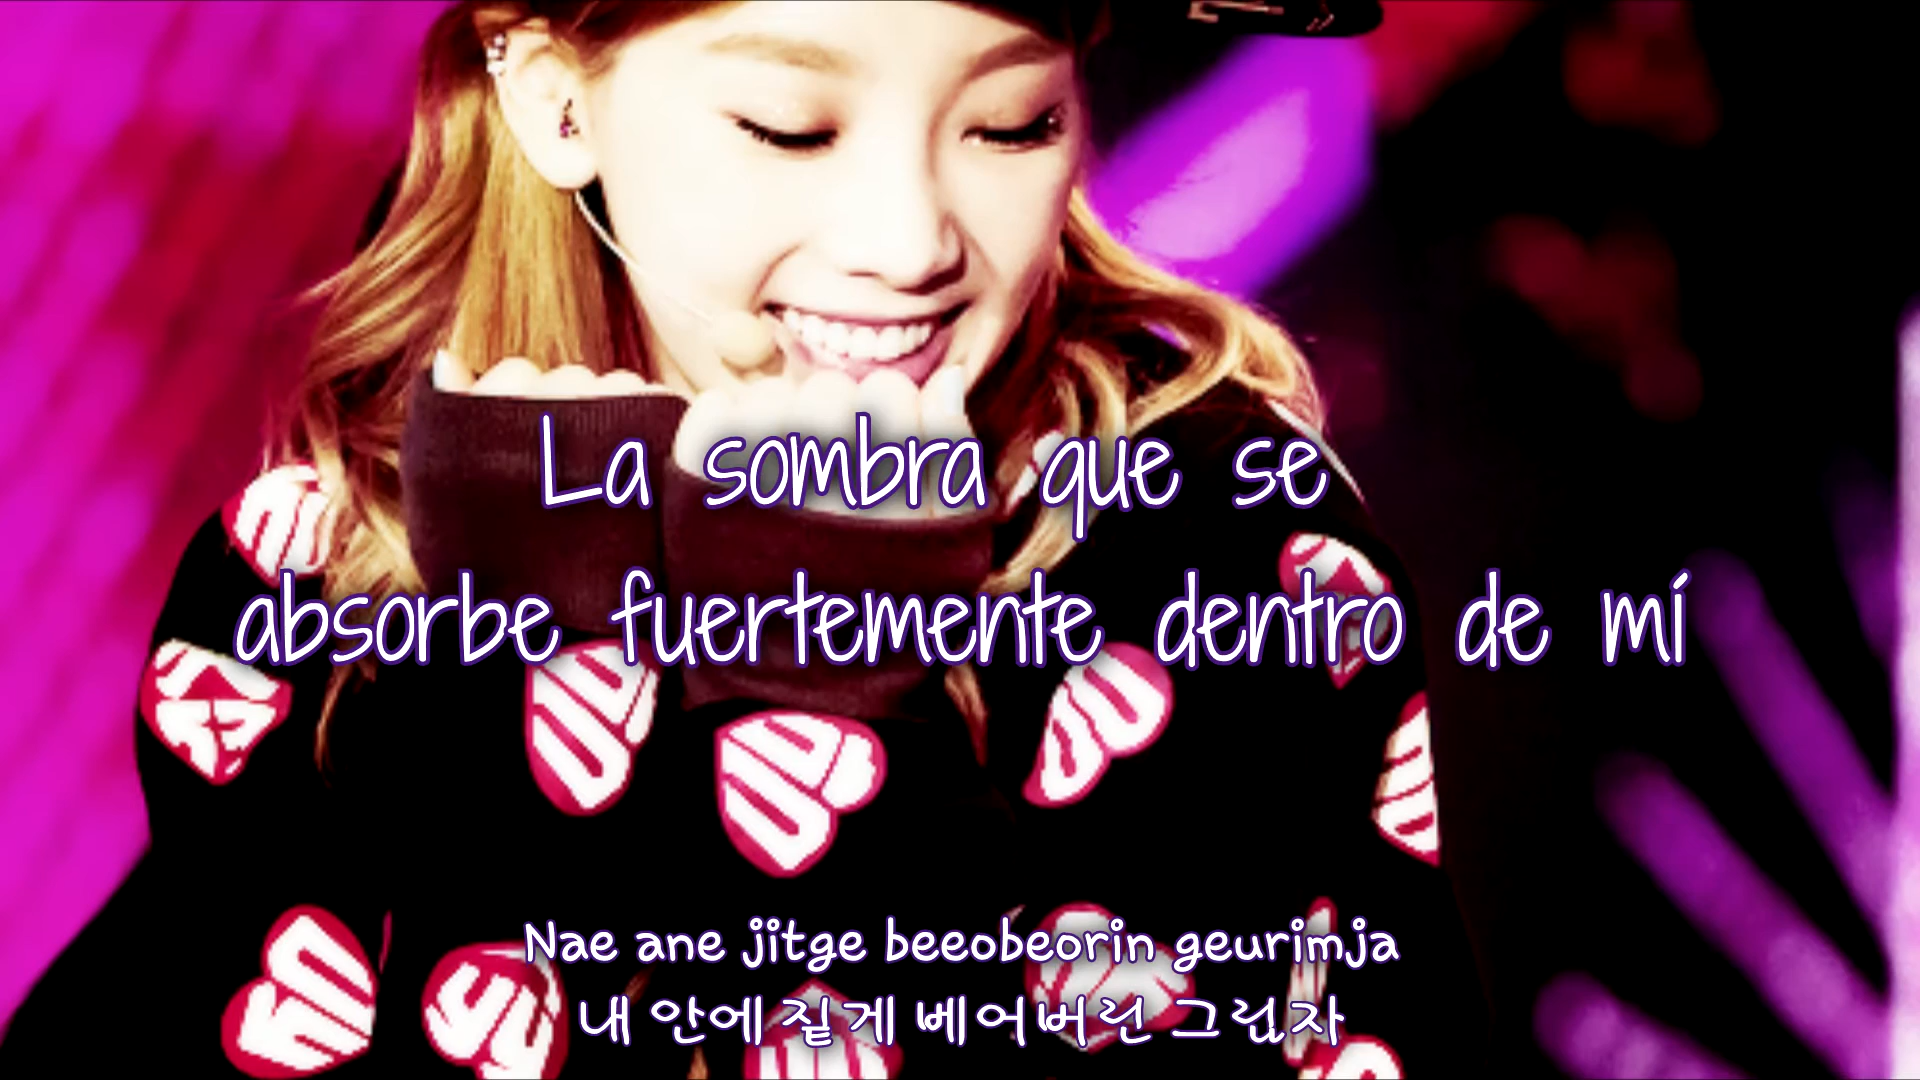 La sombra que se
absorbe fuertemente dentro de mí
Nae ane jitge beeobeorin geurimja
내 안에 짙게 베어버린 그림자